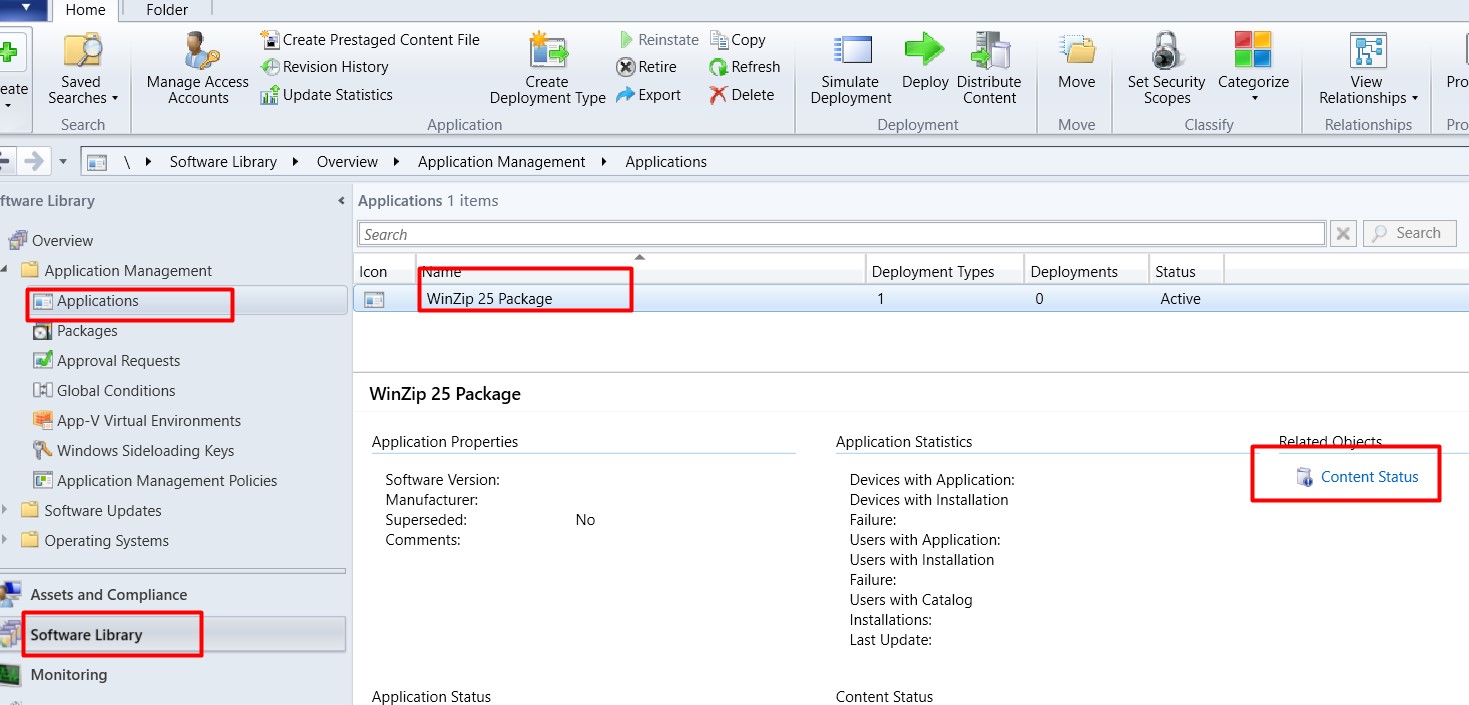 Home Folder
Create Prestaged Content File
Revision History
Update Statistics
Saved
Searches
Search
Manage Access
Accounts
Create
Deployment Type
Reinstate
Retire
Export
Copy
Refresh
Delete
Application
Simulate
Deployment
Deploy
Distribute
Content
Deployment
Move
Move
Set Security
Scopes
Categorize
Classify
View
Relationships
Relationships
\ Software Library Overview Application Management Applications
Software Library
Overview
Application Management
Applications
Packages
Approval Requests
Global Conditions
App-V Virtual Environments
Windows Sideloading Keys
Application Management Policies
Software Updates
Operating Systems
Assets and Compliance
Software Library
Monitoring
Applications 1 items
Search Search
Icon Name Deployment Types Deployments Status
WinZip 25 Package 1 0 Active
WinZip 25 Package
Application Properties
Software Version:
Manufacturer:
Superseded: No
Comments:
Application Statistics
Devices with Application:
Devices with Installation
Failure:
Users with Application:
Users with Installation
Failure:
Users with Catalog
Installations:
Last Update:
Related Objects
Content Status
Application Status
Content Status